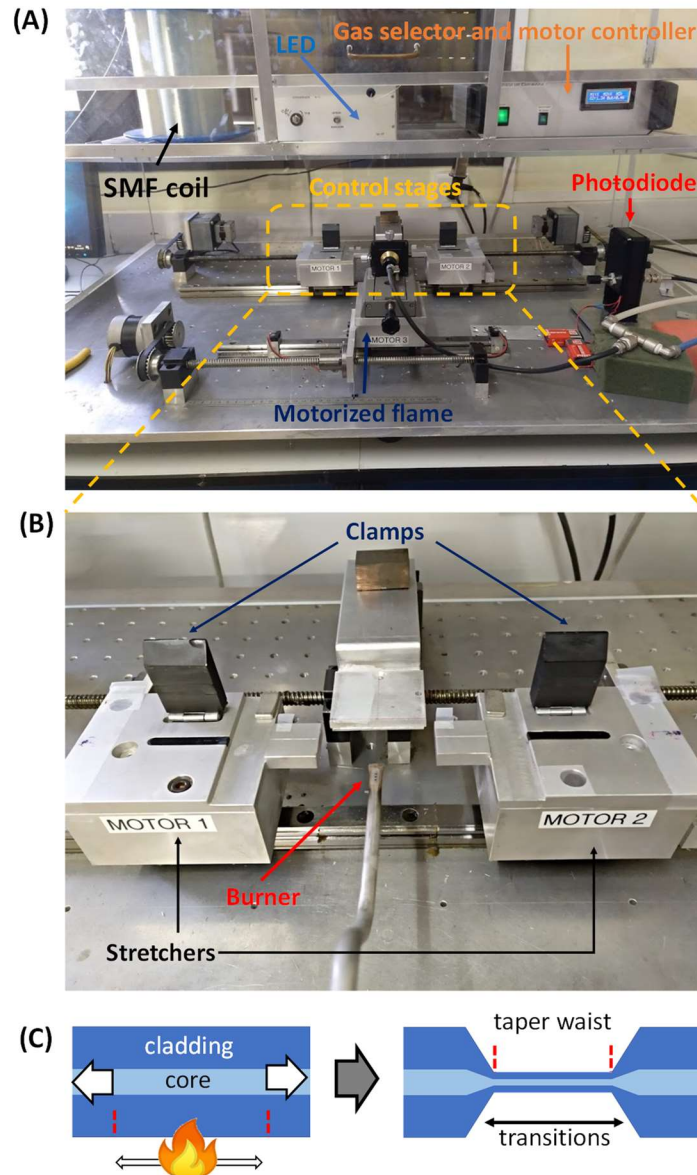 (A)
Gas selector and motor controller
LED
SMF coil
Control stages
Photodiode
MOTOR 1
MOTOR 2
MOTOR 3
Motorized flame
(B)
Clamps
MOTOR 1
MOTOR 2
Burner
Stretchers
(C)
cladding
core
taper waist
transitions